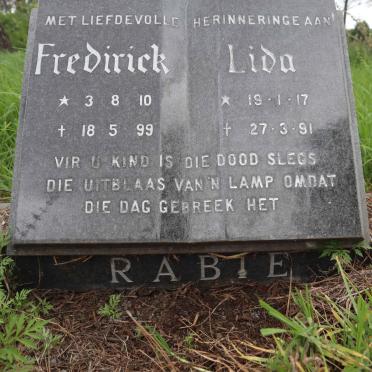 MET LIEFDEVOLLE HERINNERINGE AAN
Fredirick Lida
★ 3 8 10 ★ 19·1·17
† 18 5 99 † 27·3·91
VIR U KIND IS DIE DOOD SLEGS
DIE UITBLAAS VAN 'N LAMP OMDAT
DIE DAG GEBREEK HET
RABIE